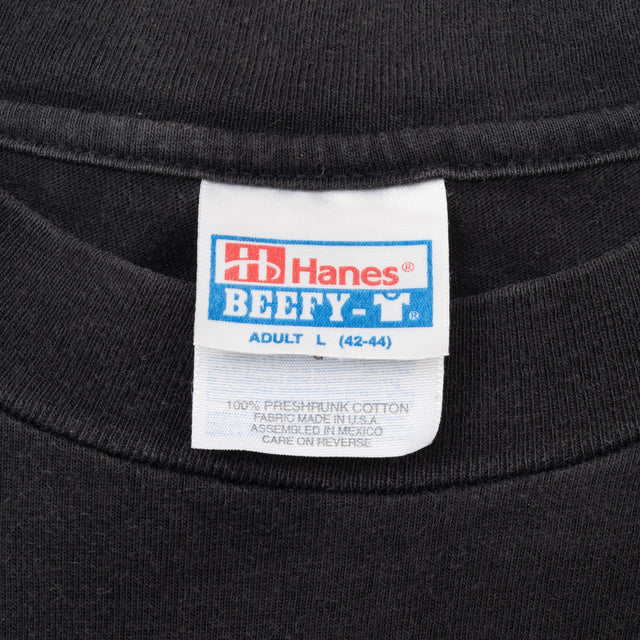 Hanes®
BEEFY-T®
ADULT L (42-44)
100% PRESHRUNK COTTON
FABRIC MADE IN U.S.A.
ASSEMBLED IN MEXICO
CARE ON REVERSE